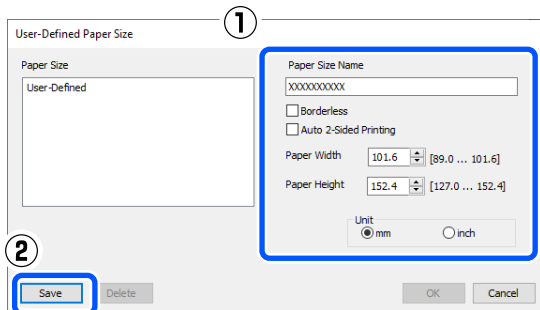 ①
User-Defined Paper Size
Paper Size
User-Defined
Paper Size Name
XXXXXXXXXX
Borderless
Auto 2-Sided Printing
Paper Width 101.6 [89.0 ... 101.6]
Paper Height 152.4 [127.0 ... 152.4]
Unit
mm inch
②
Save Delete OK Cancel